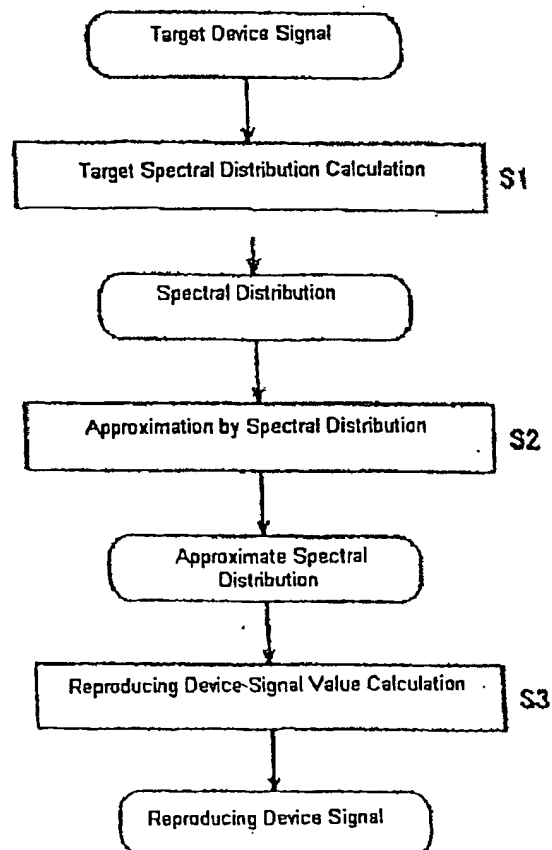 Target Device Signal
Target Spectral Distribution Calculation
S1
Spectral Distribution
Approximation by Spectral Distribution
S2
Approximate Spectral
Distribution
Reproducing Device-Signal Value Calculation
S3
Reproducing Device Signal